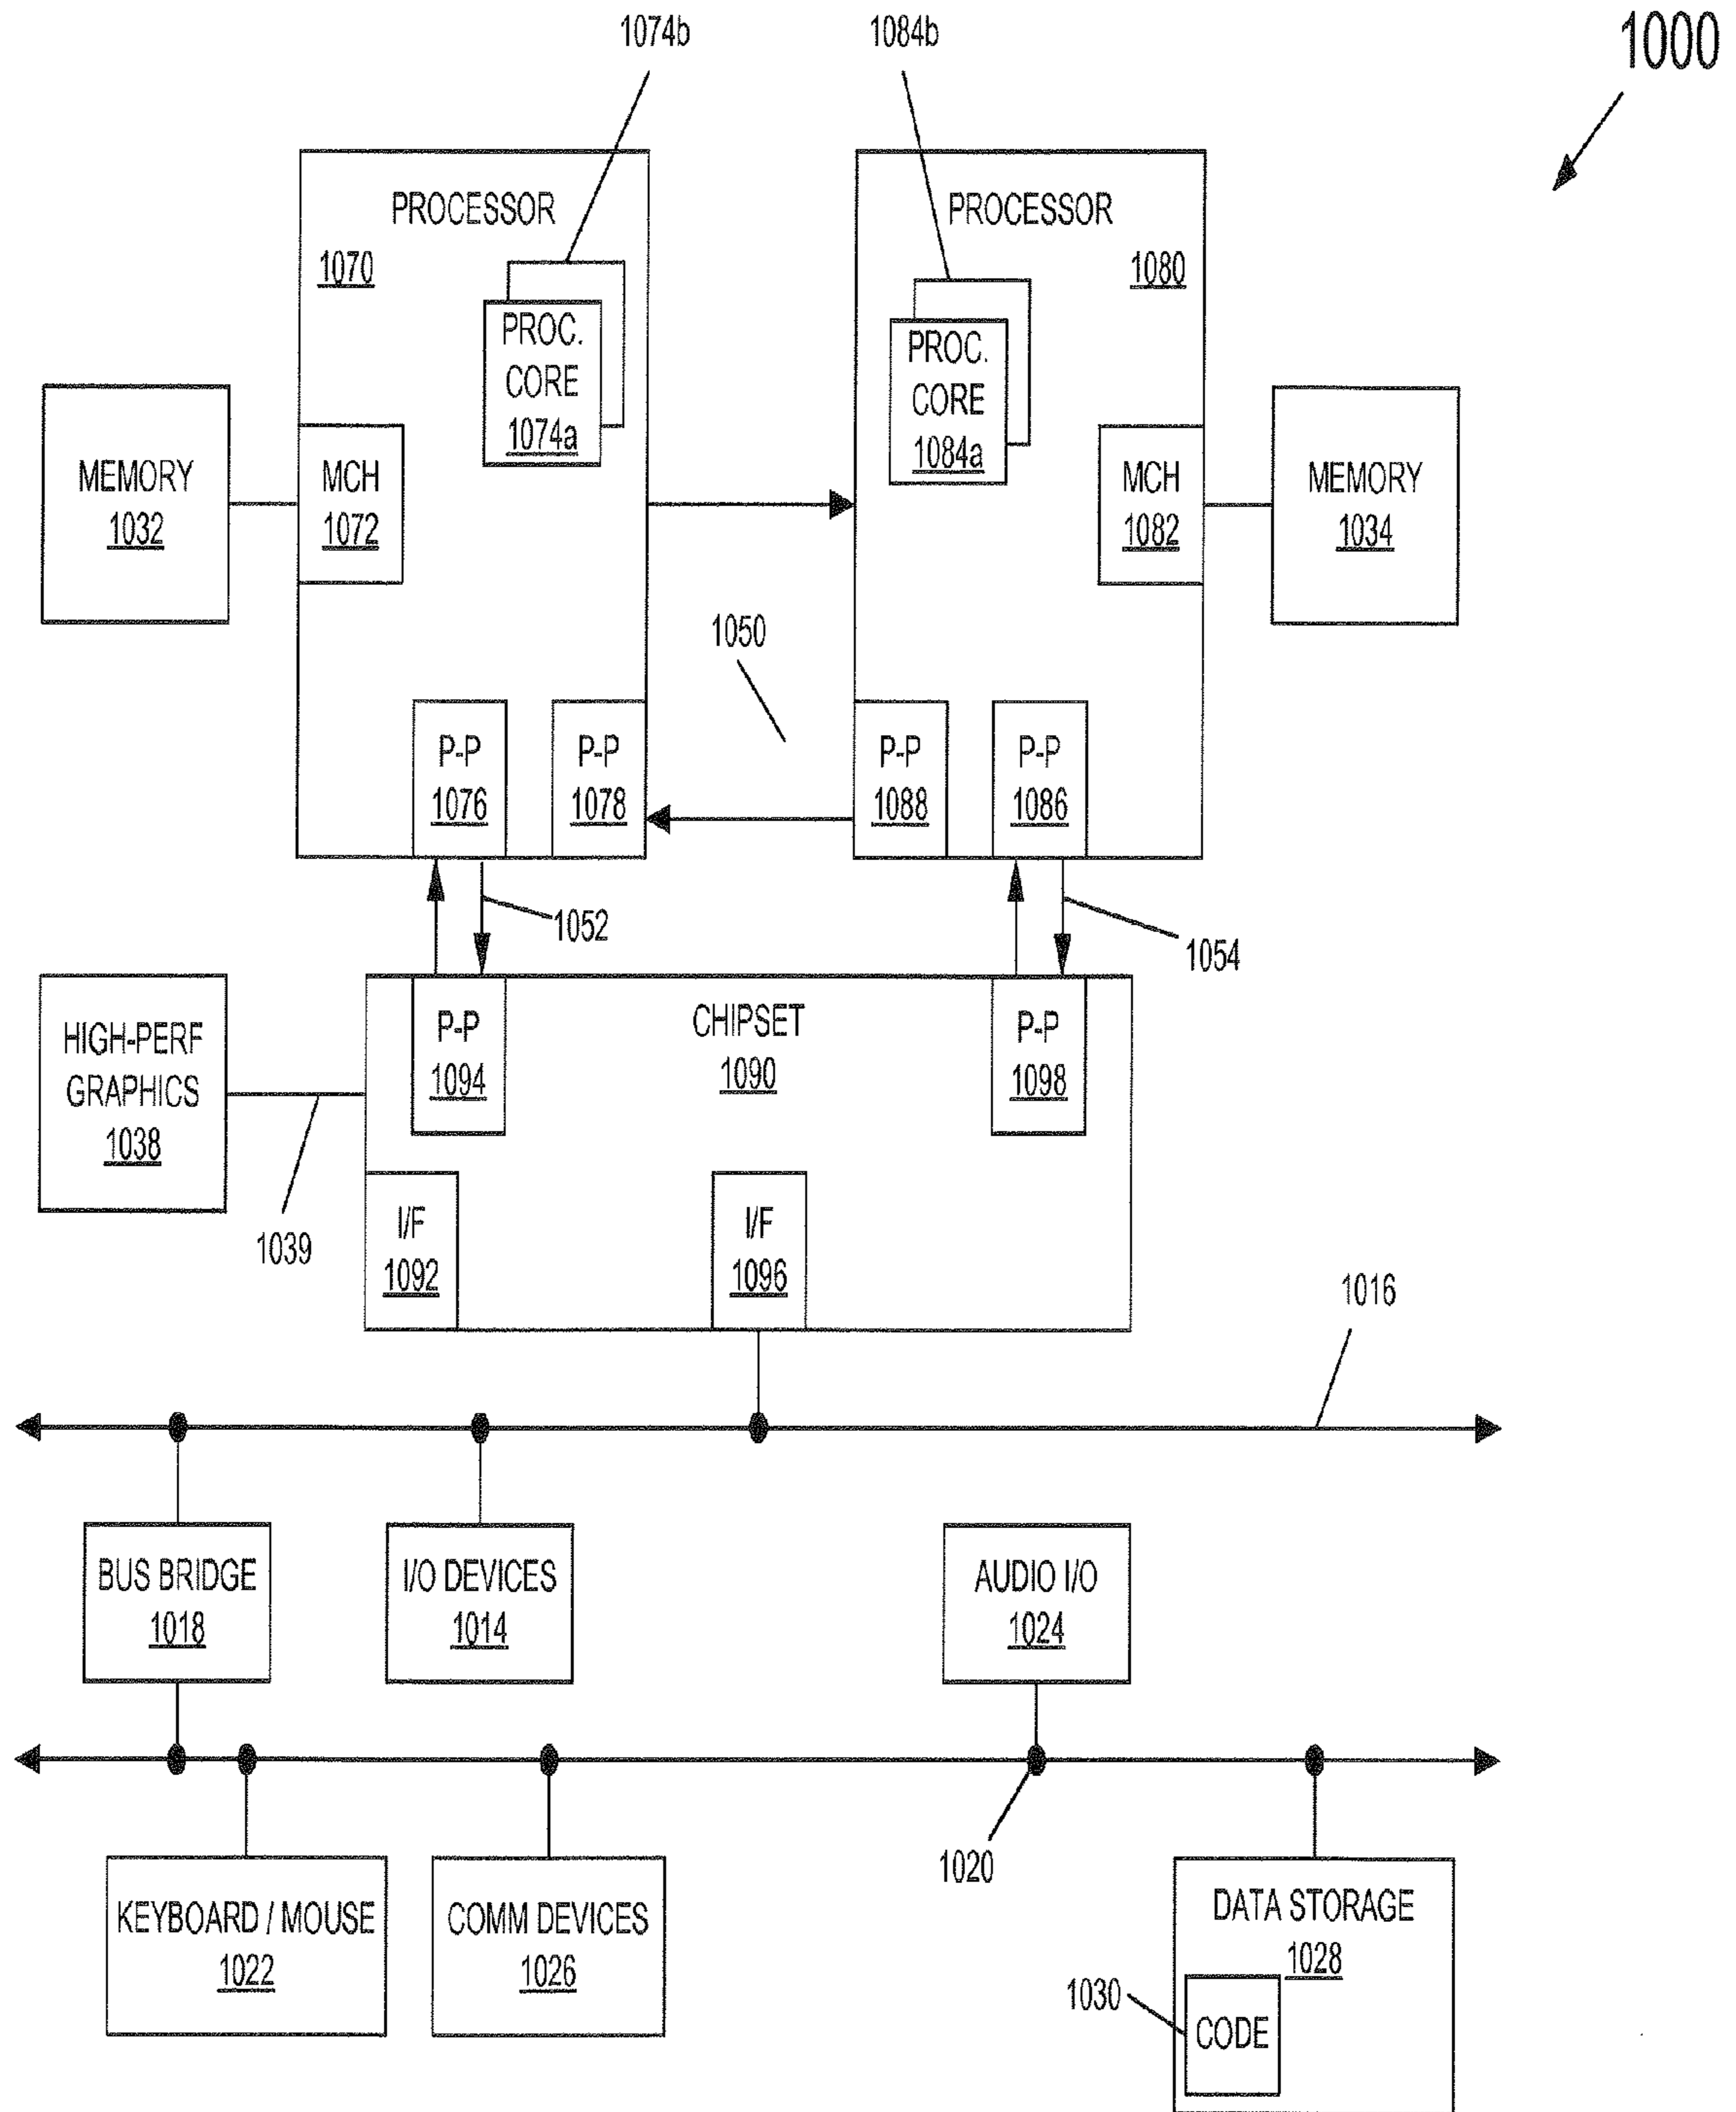 1074b
1084b
1000
PROCESSOR
1070
PROC.
CORE
1074a
PROCESSOR
1080
PROC.
CORE
1084a
MEMORY
1032
MCH
1072
MCH
1082
MEMORY
1034
1050
P-P
1076
P-P
1078
P-P
1088
P-P
1086
1052
1054
HIGH-PERF
GRAPHICS
1038
1039
P-P
1094
CHIPSET
1090
P-P
1098
I/F
1092
I/F
1096
1016
BUS BRIDGE
1018
I/O DEVICES
1014
AUDIO I/O
1024
1020
KEYBOARD / MOUSE
1022
COMM DEVICES
1026
DATA STORAGE
1028
1030
CODE